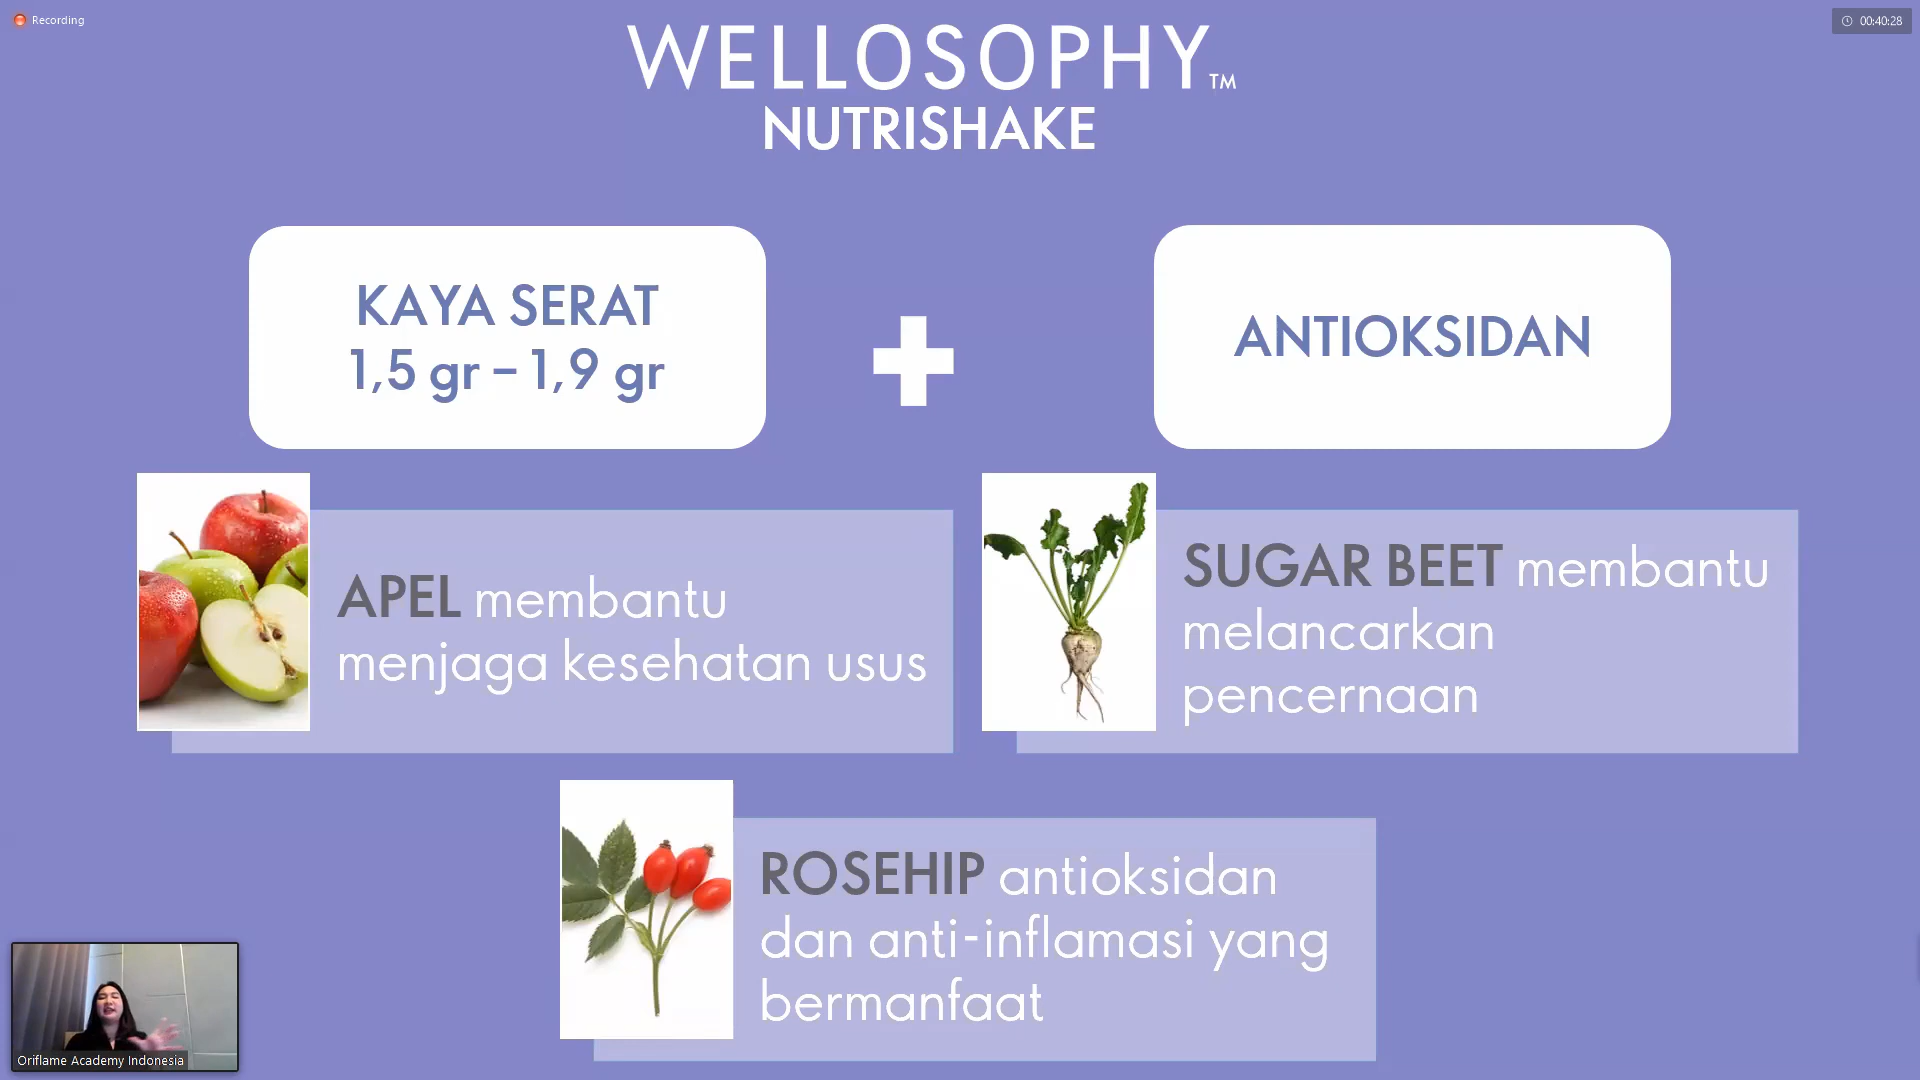 Recording
00:40:28
WELLOSOPHY™
NUTRISHAKE
KAYA SERAT
1,5 gr – 1,9 gr
ANTIOKSIDAN
APEL membantu
menjaga kesehatan usus
SUGAR BEET membantu
melancarkan
pencernaan
ROSEHIP antioksidan
dan anti-inflamasi yang
bermanfaat
Oriflame Academy Indonesia